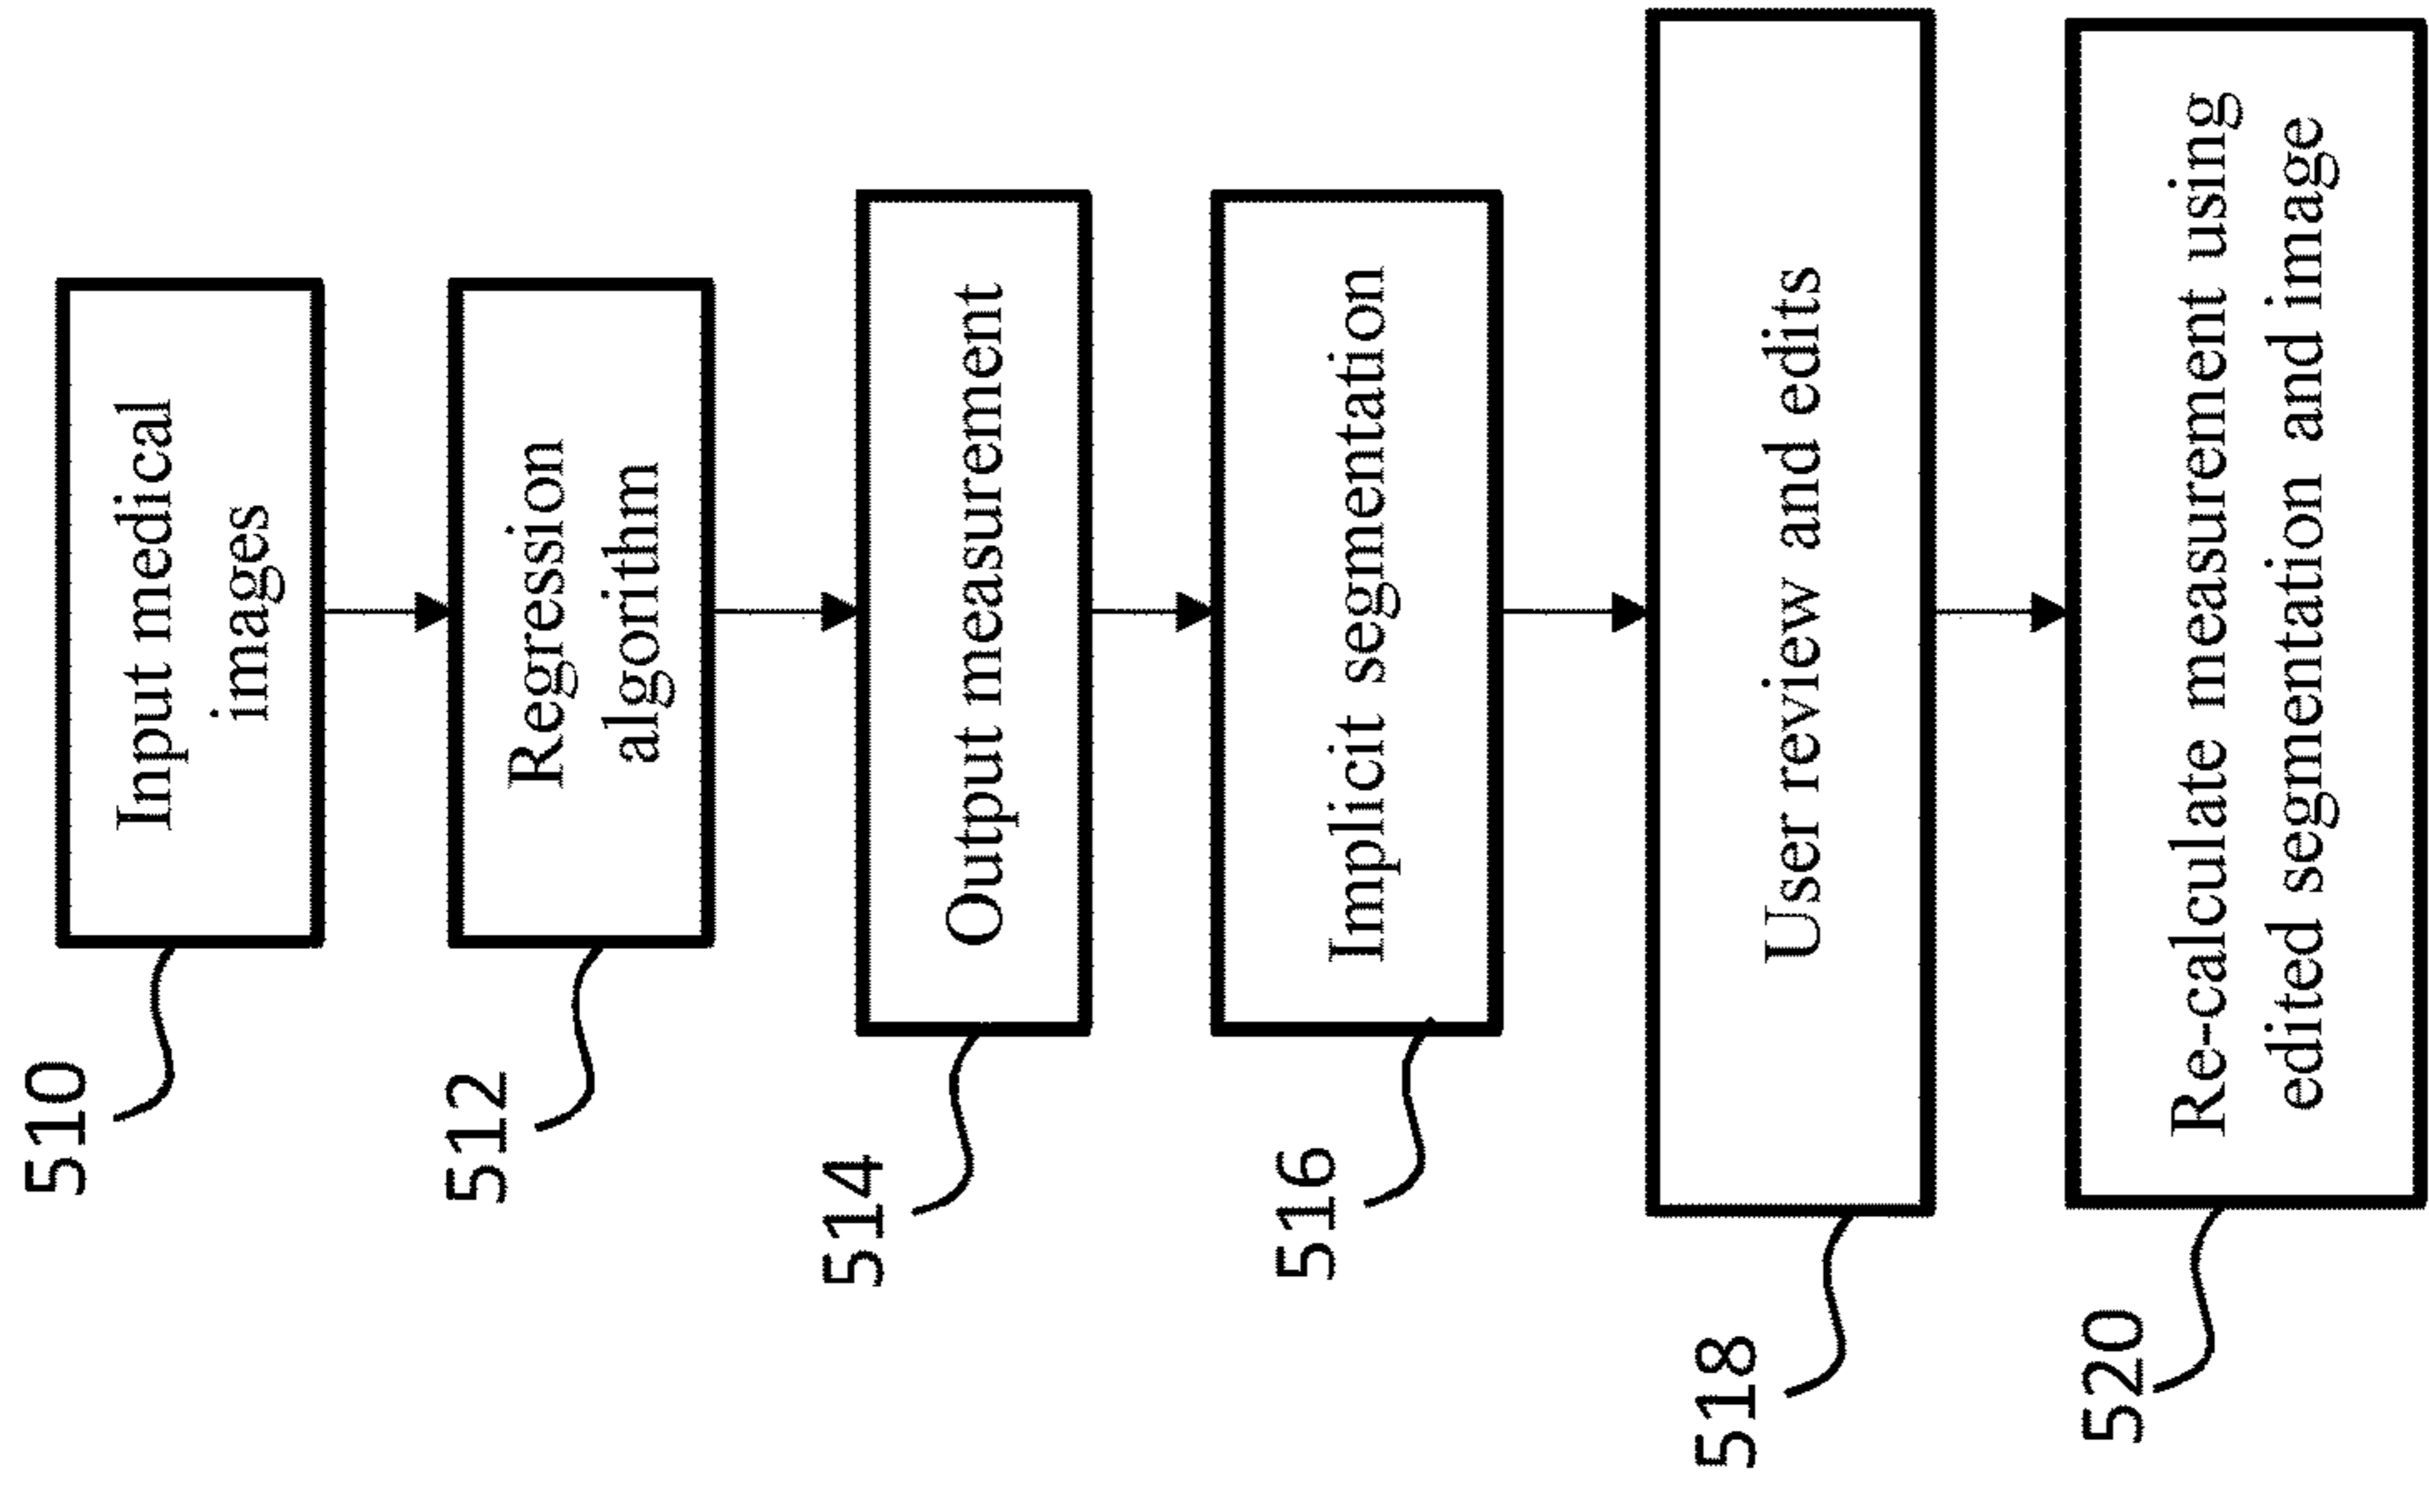 Input medical
images
510
Regression
algorithm
512
Output measurement
514
Implicit segmentation
516
User review and edits
518
Re-calculate measurement using
edited segmentation and image
520